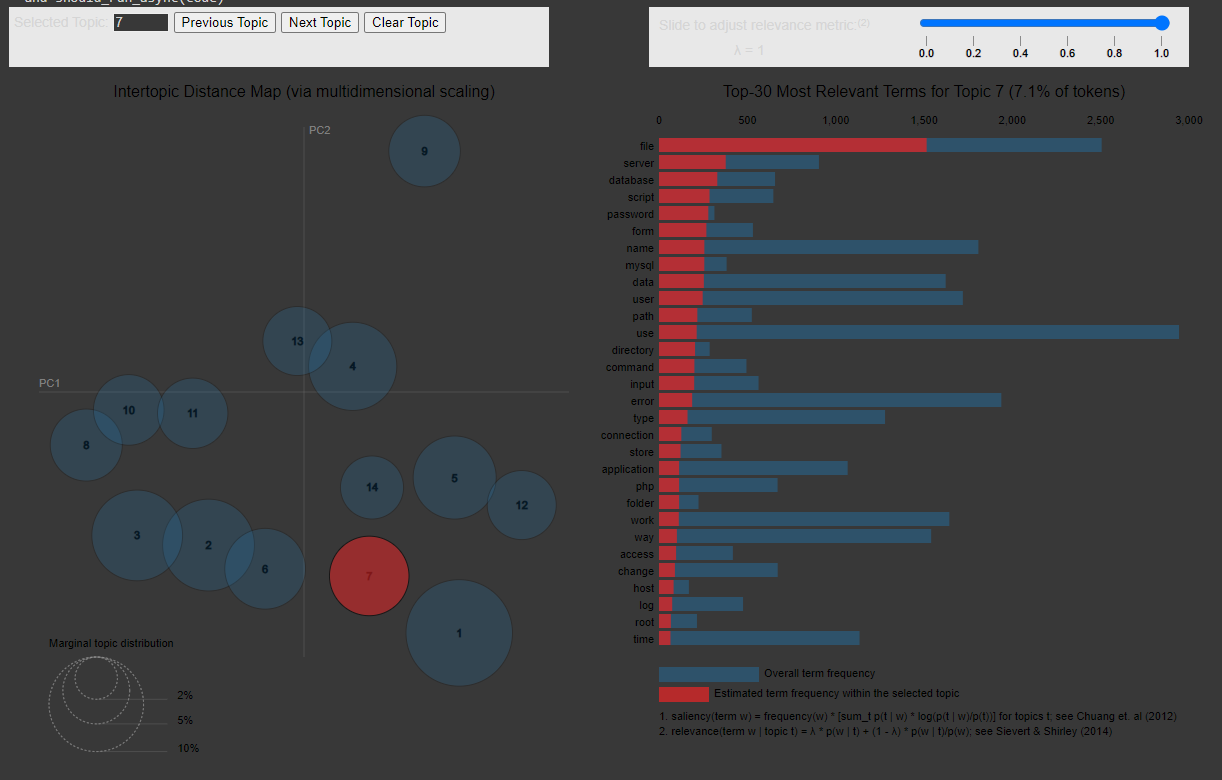 and should_run_async(code)
Selected Topic: 7 Previous Topic Next Topic Clear Topic
Slide to adjust relevance metric:(2)
λ = 1
0.0 0.2 0.4 0.6 0.8 1.0
Intertopic Distance Map (via multidimensional scaling)
PC2
PC1
9
13
4
10
11
8
5
14
12
3
2
6
7
1
Marginal topic distribution
2%
5%
10%
Top-30 Most Relevant Terms for Topic 7 (7.1% of tokens)
0 500 1,000 1,500 2,000 2,500 3,000
file
server
database
script
password
form
name
mysql
data
user
path
use
directory
command
input
error
type
connection
store
application
php
folder
work
way
access
change
host
log
root
time
Overall term frequency
Estimated term frequency within the selected topic
1. saliency(term w) = frequency(w) * [sum_t p(t | w) * log(p(t | w)/p(t))] for topics t; see Chuang et. al (2012)
2. relevance(term w | topic t) = λ * p(w | t) + (1 - λ) * p(w | t)/p(w); see Sievert & Shirley (2014)